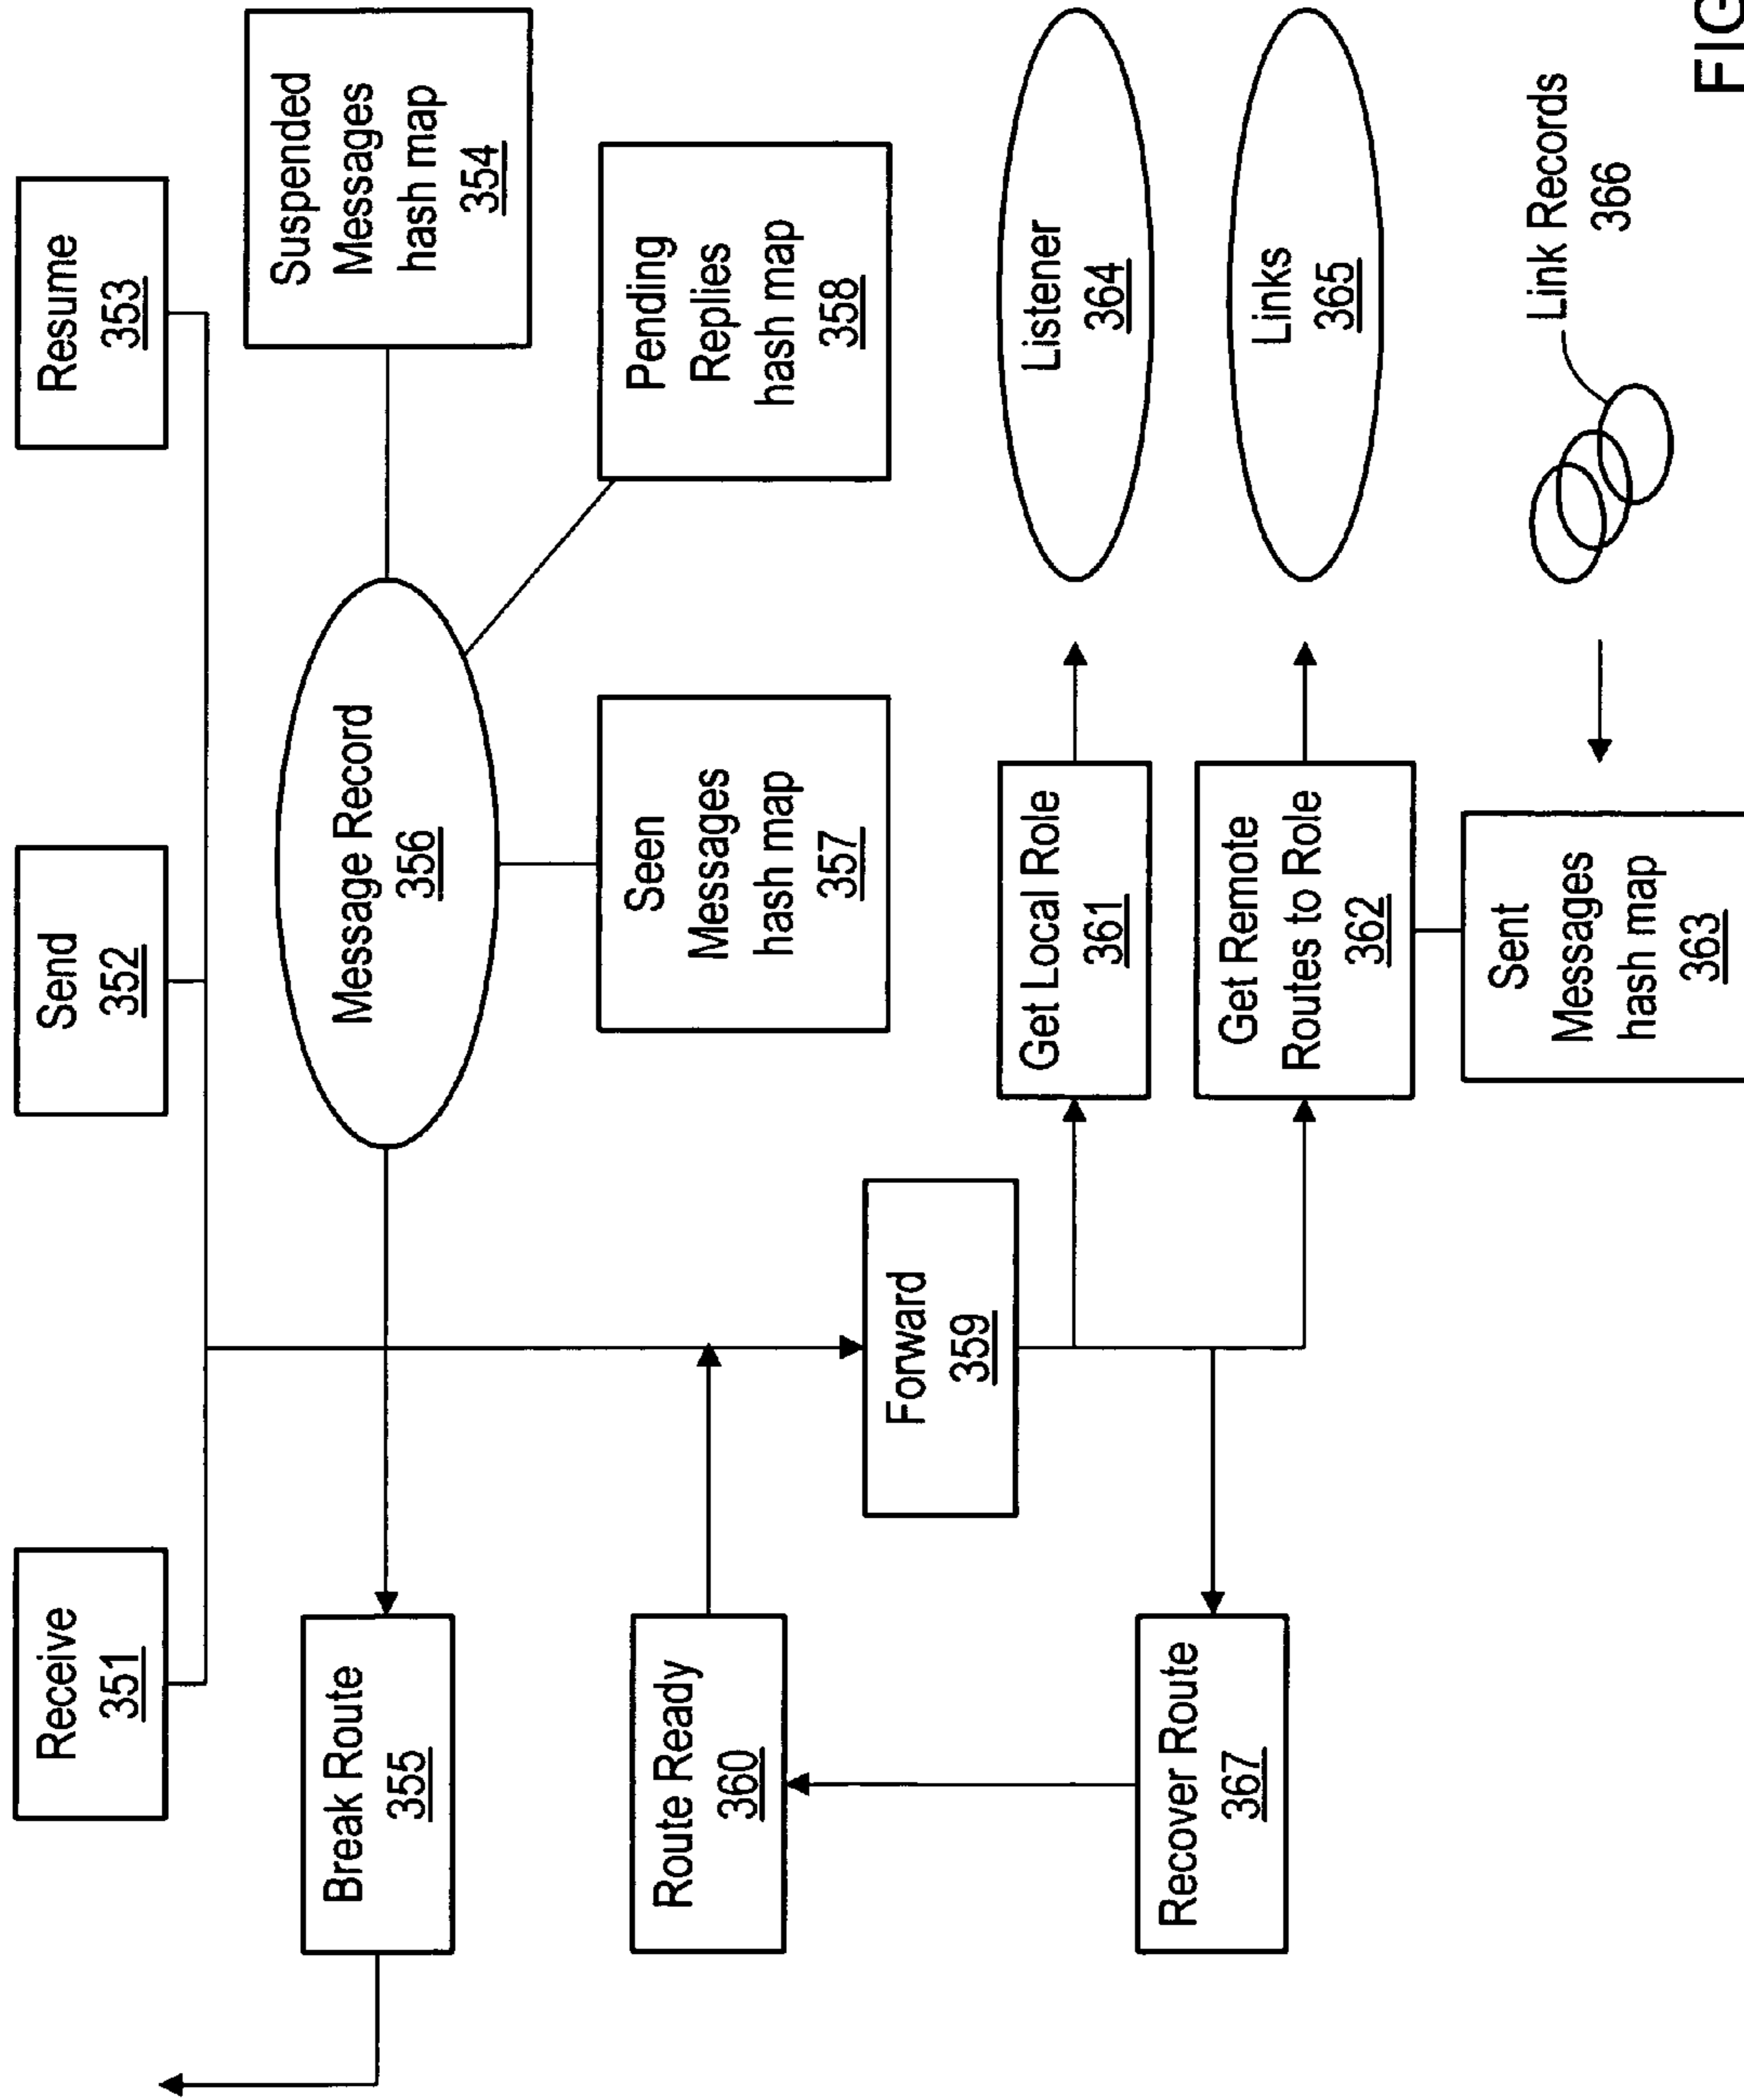 Receive
351
Send
352
Resume
353
Suspended
Messages
hash map
354
Break Route
355
Message Record
356
Seen
Messages
hash map
357
Pending
Replies
hash map
358
Route Ready
360
Forward
359
Get Local Role
361
Listener
364
Recover Route
367
Get Remote
Routes to Role
362
Links
365
Sent
Messages
hash map
363
Link Records
366
FIG